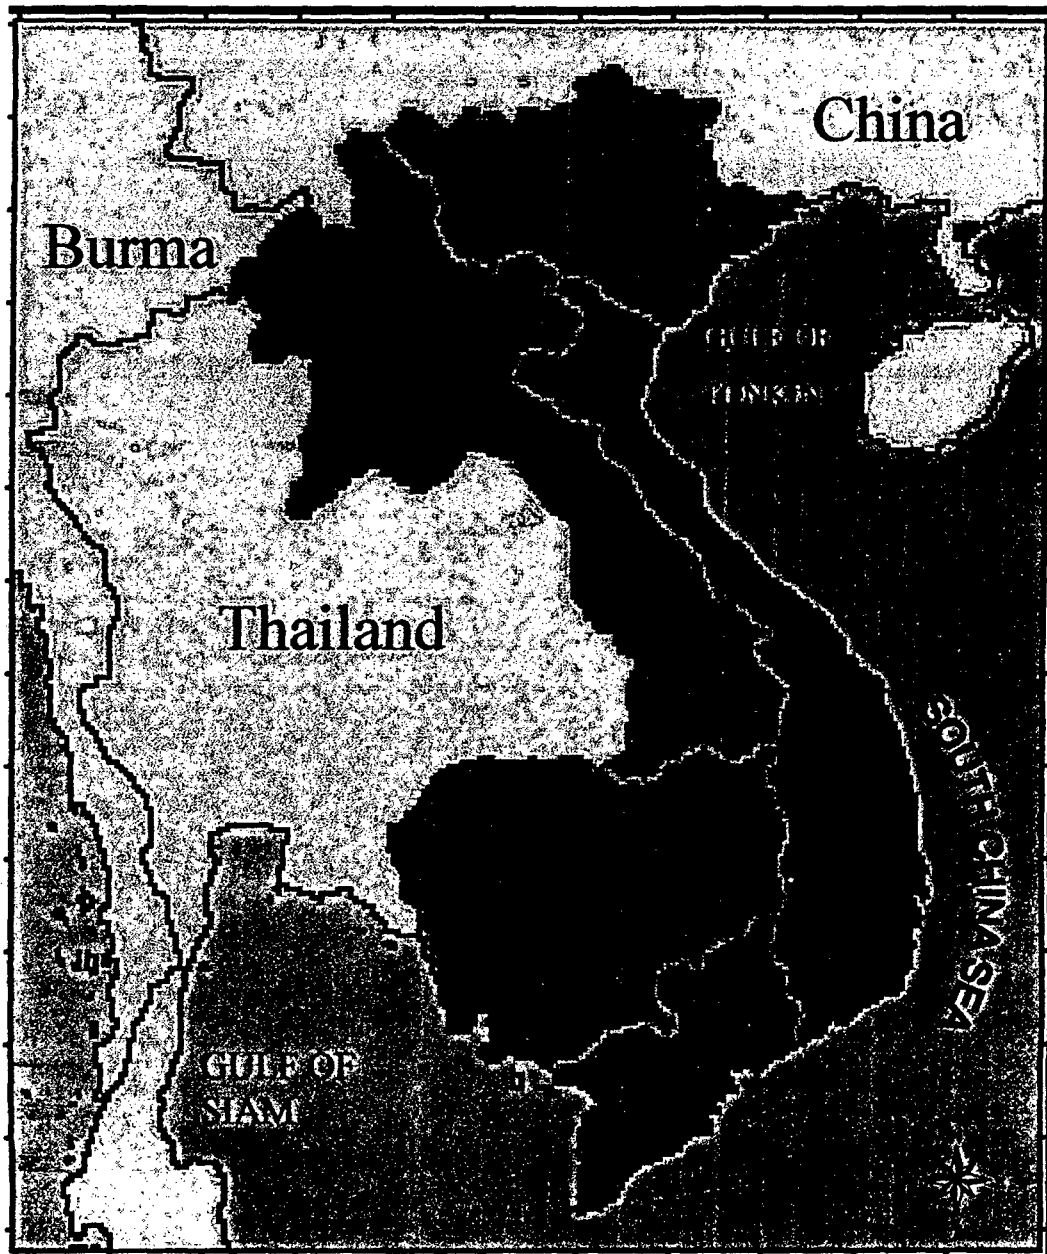 China
Burma
GULF OF
TONKIN
Thailand
SOUTH CHINA SEA
GULF OF
SIAM